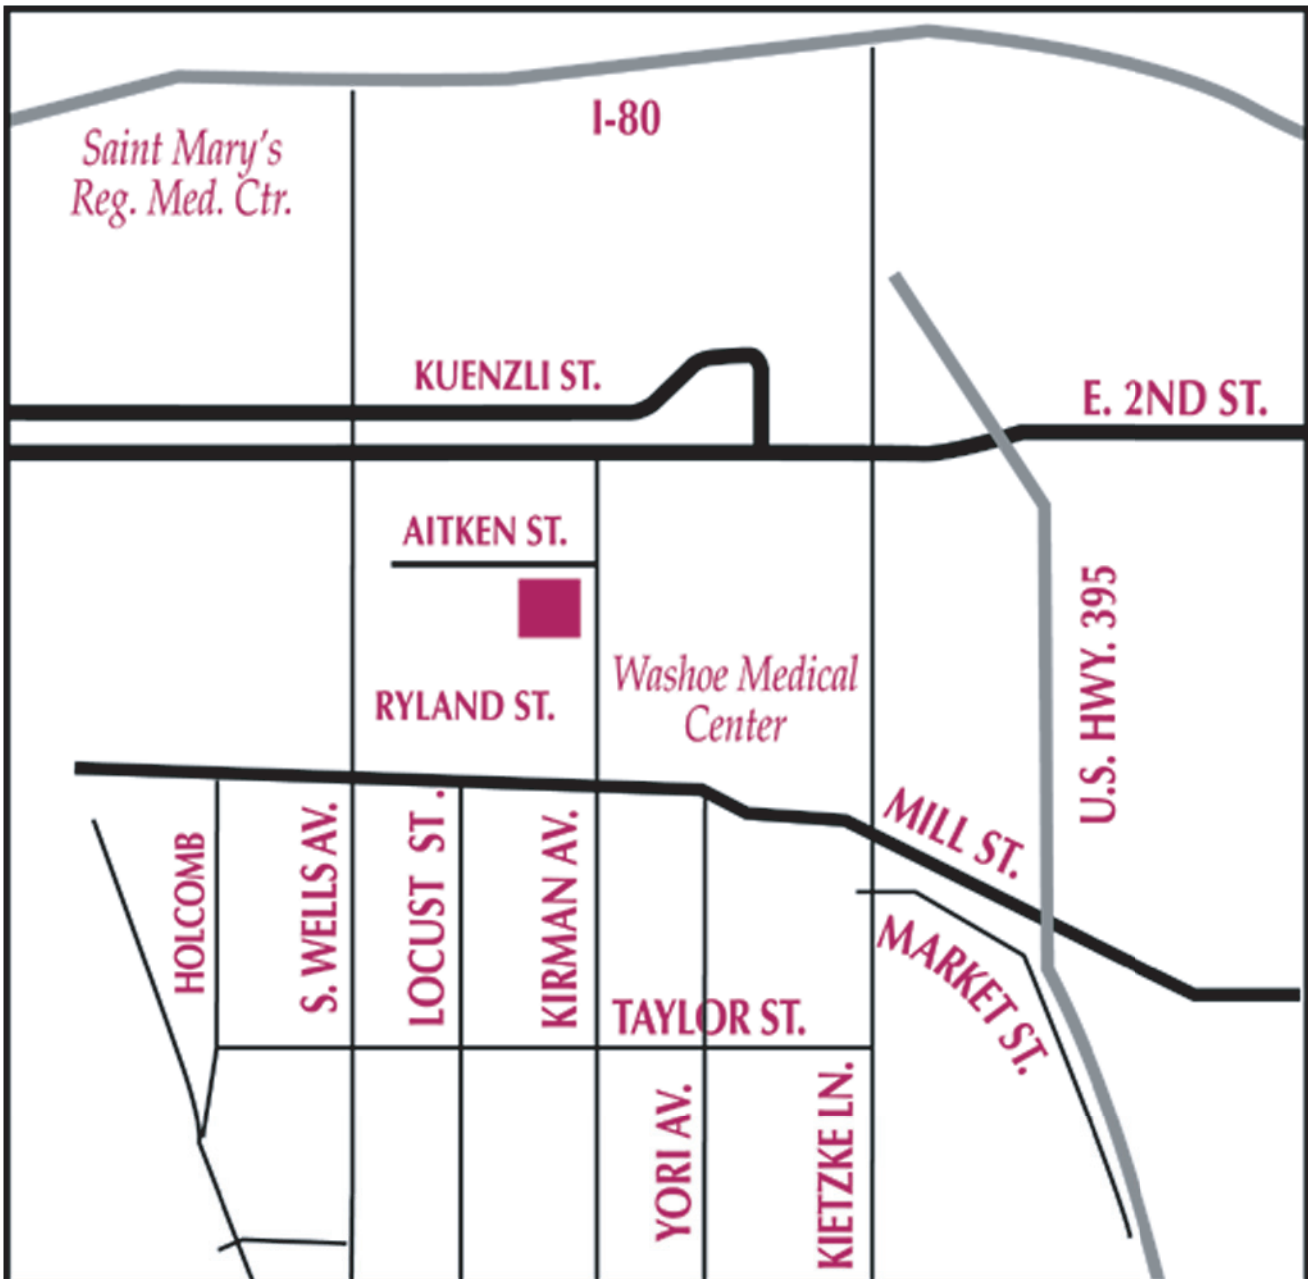 I-80
Saint Mary's
Reg. Med. Ctr.
KUENZLI ST.
E. 2ND ST.
AITKEN ST.
U.S. HWY. 395
Washoe Medical
Center
RYLAND ST.
MILL ST.
HOLCOMB
S. WELLS AV.
LOCUST ST.
KIRMAN AV.
MARKET ST.
TAYLOR ST.
YORI AV.
KIETZKE LN.